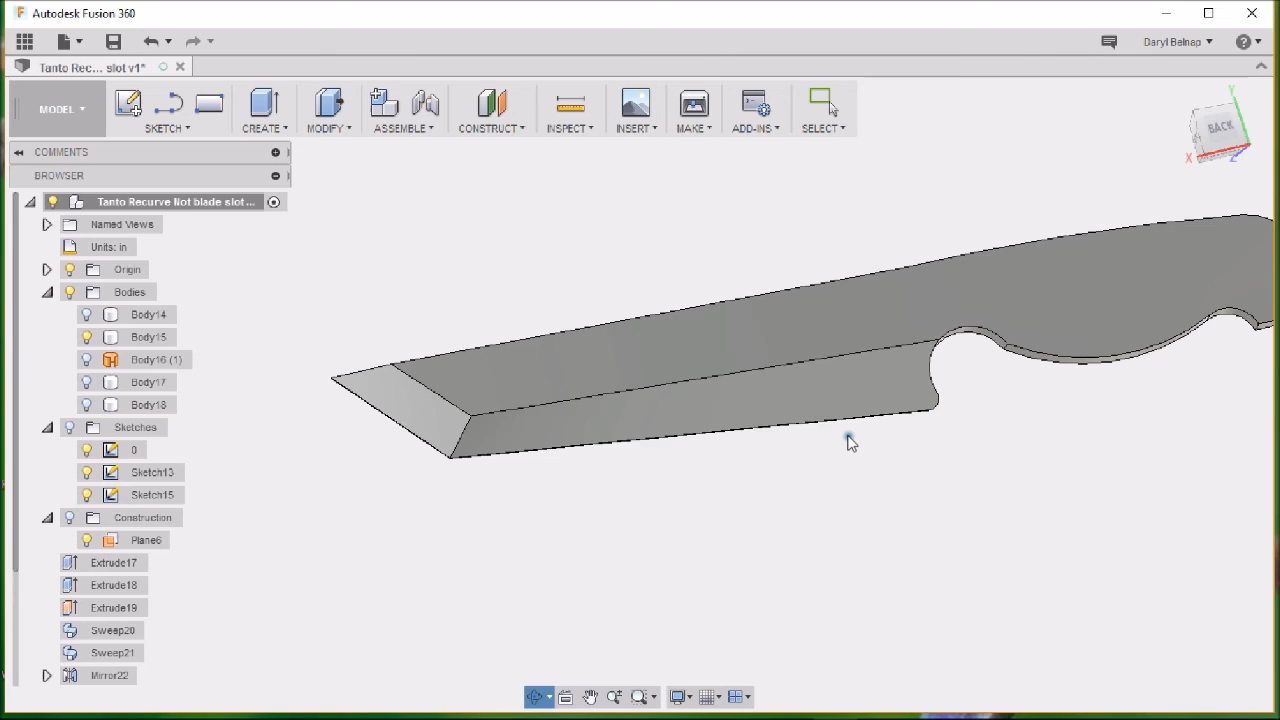 Autodesk Fusion 360
Daryl Belnap
Tanto Rec... slot v1*
MODEL
SKETCH
CREATE
MODIFY
ASSEMBLE
CONSTRUCT
INSPECT
INSERT
MAKE
ADD-INS
SELECT
Y
BACK
X
Z
COMMENTS
BROWSER
Tanto Recurve Not blade slot ...
Named Views
Units: in
Origin
Bodies
Body14
Body15
Body16 (1)
Body17
Body18
Sketches
0
Sketch13
Sketch15
Construction
Plane6
Extrude17
Extrude18
Extrude19
Sweep20
Sweep21
Mirror22